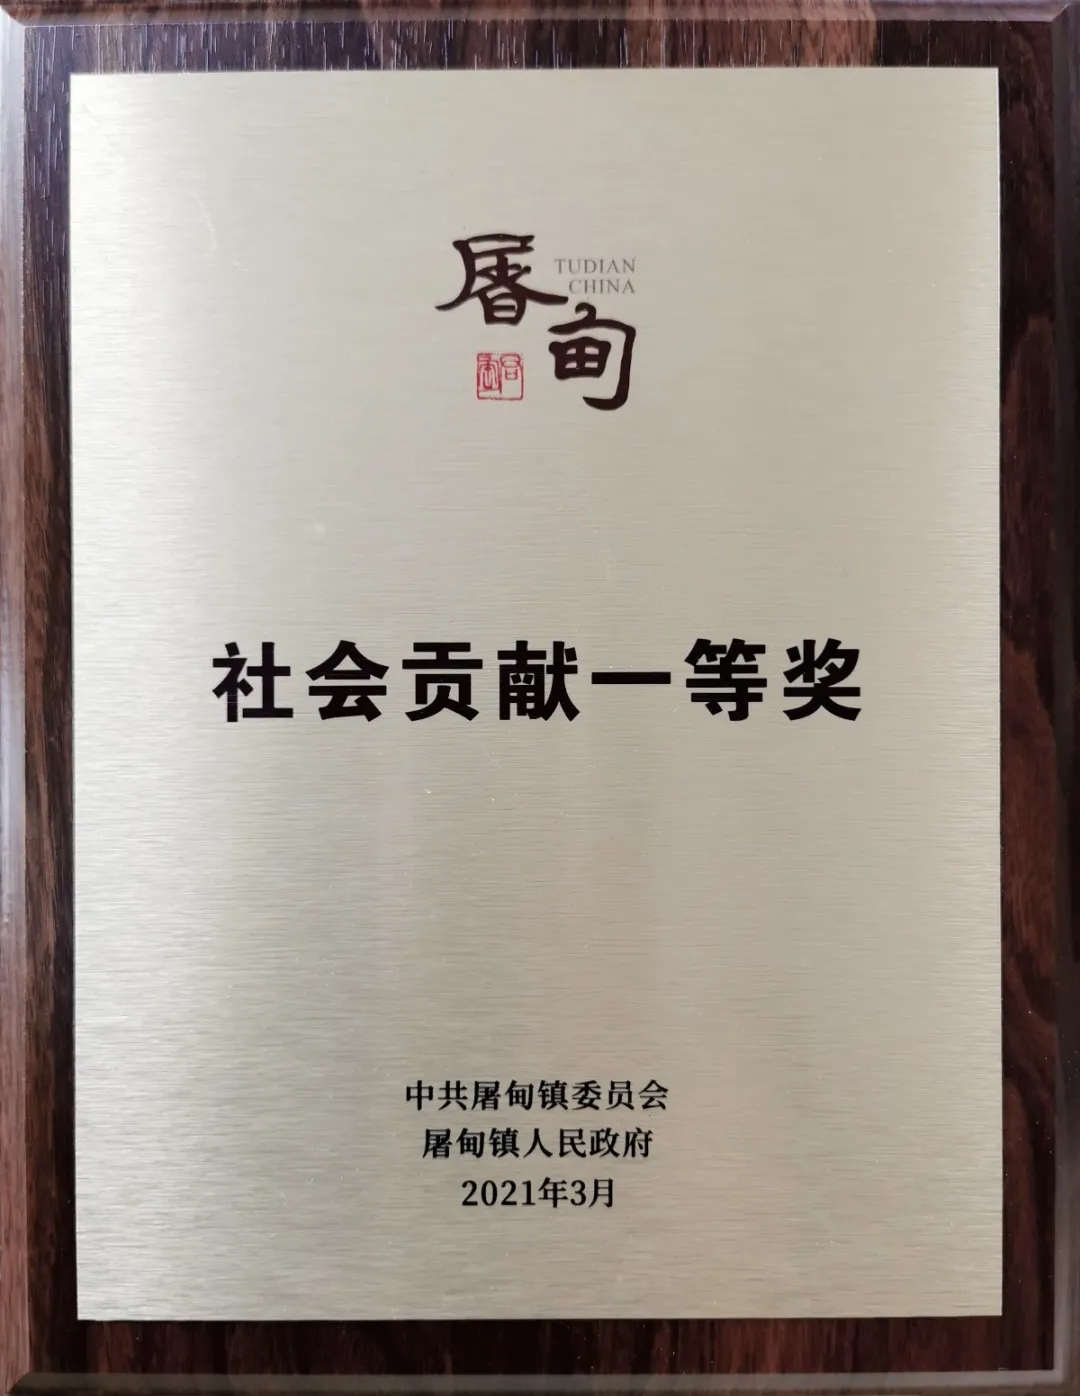 屠甸
TUDIAN
CHINA
社会贡献一等奖
中共屠甸镇委员会
屠甸镇人民政府
2021年3月